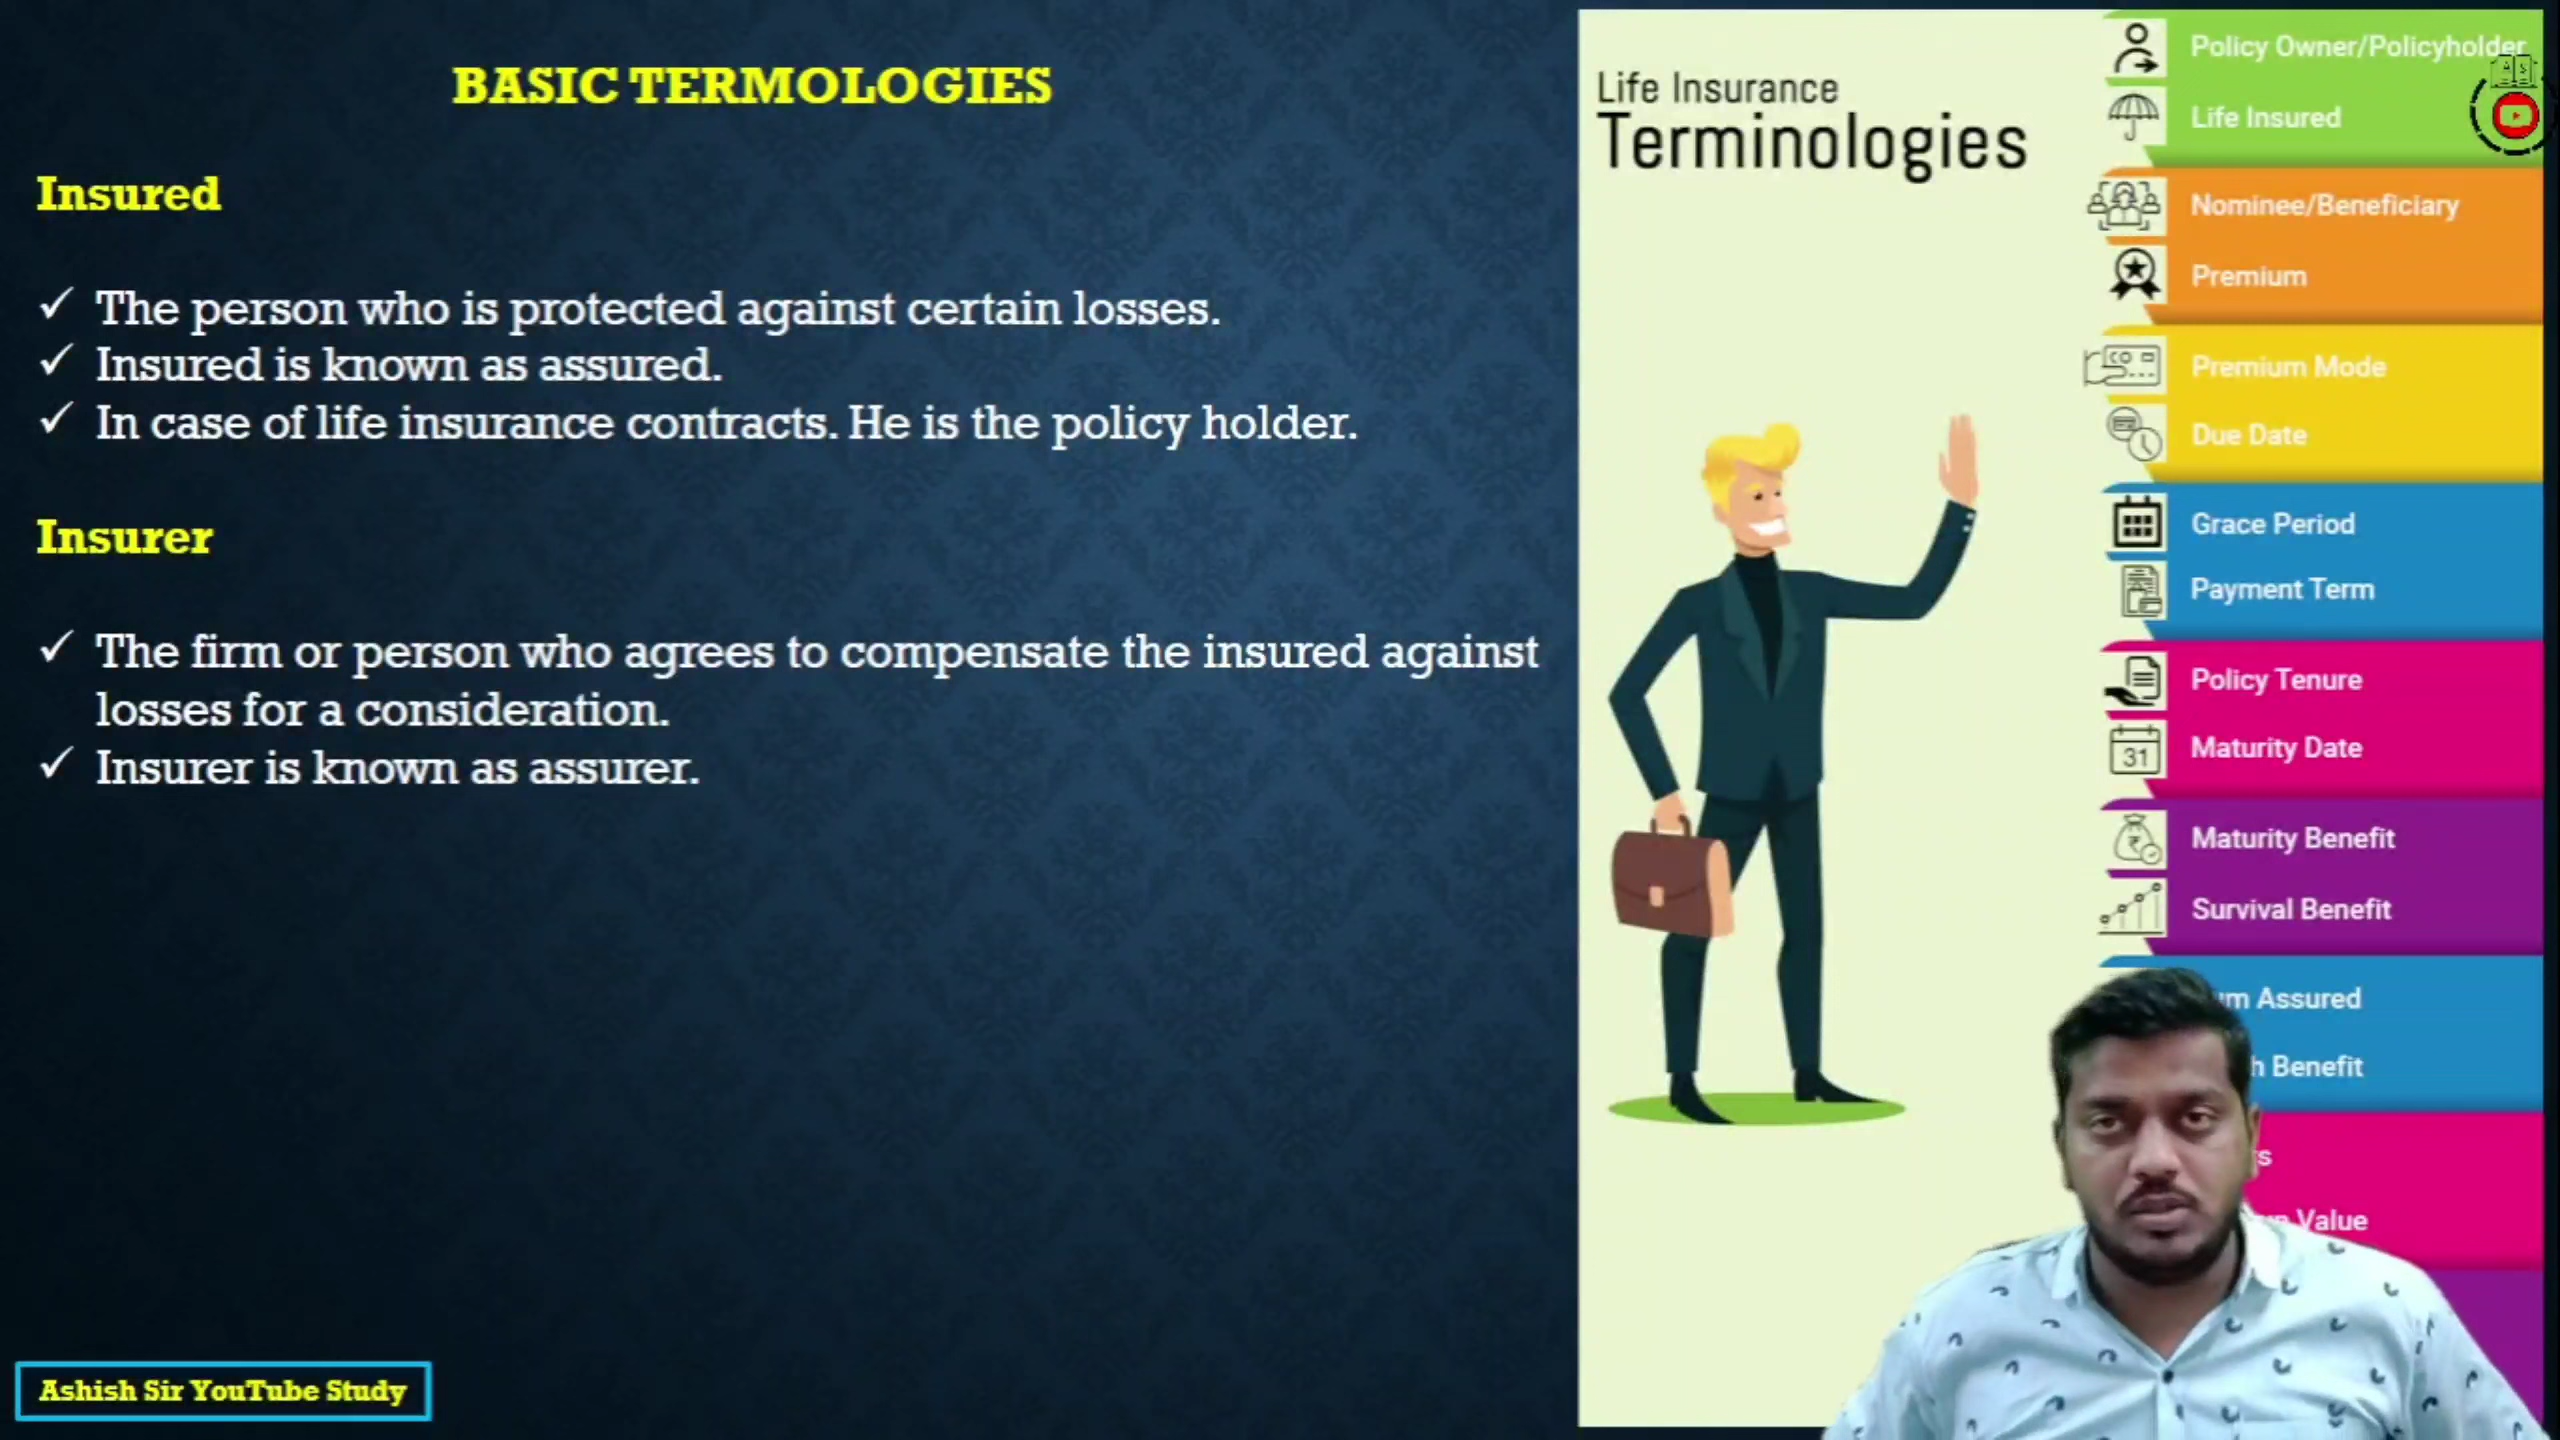 BASIC TERMOLOGIES
Insured
The person who is protected against certain losses.
Insured is known as assured.
In case of life insurance contracts. He is the policy holder.
Insurer
The firm or person who agrees to compensate the insured against
losses for a consideration.
Insurer is known as assurer.
Ashish Sir YouTube Study
Life Insurance
Terminologies
Policy Owner/Policyholder
Life Insured
Nominee/Beneficiary
Premium
Premium Mode
Due Date
Grace Period
Payment Term
Policy Tenure
31
Maturity Date
Maturity Benefit
Survival Benefit
Assured
Benefit
Value